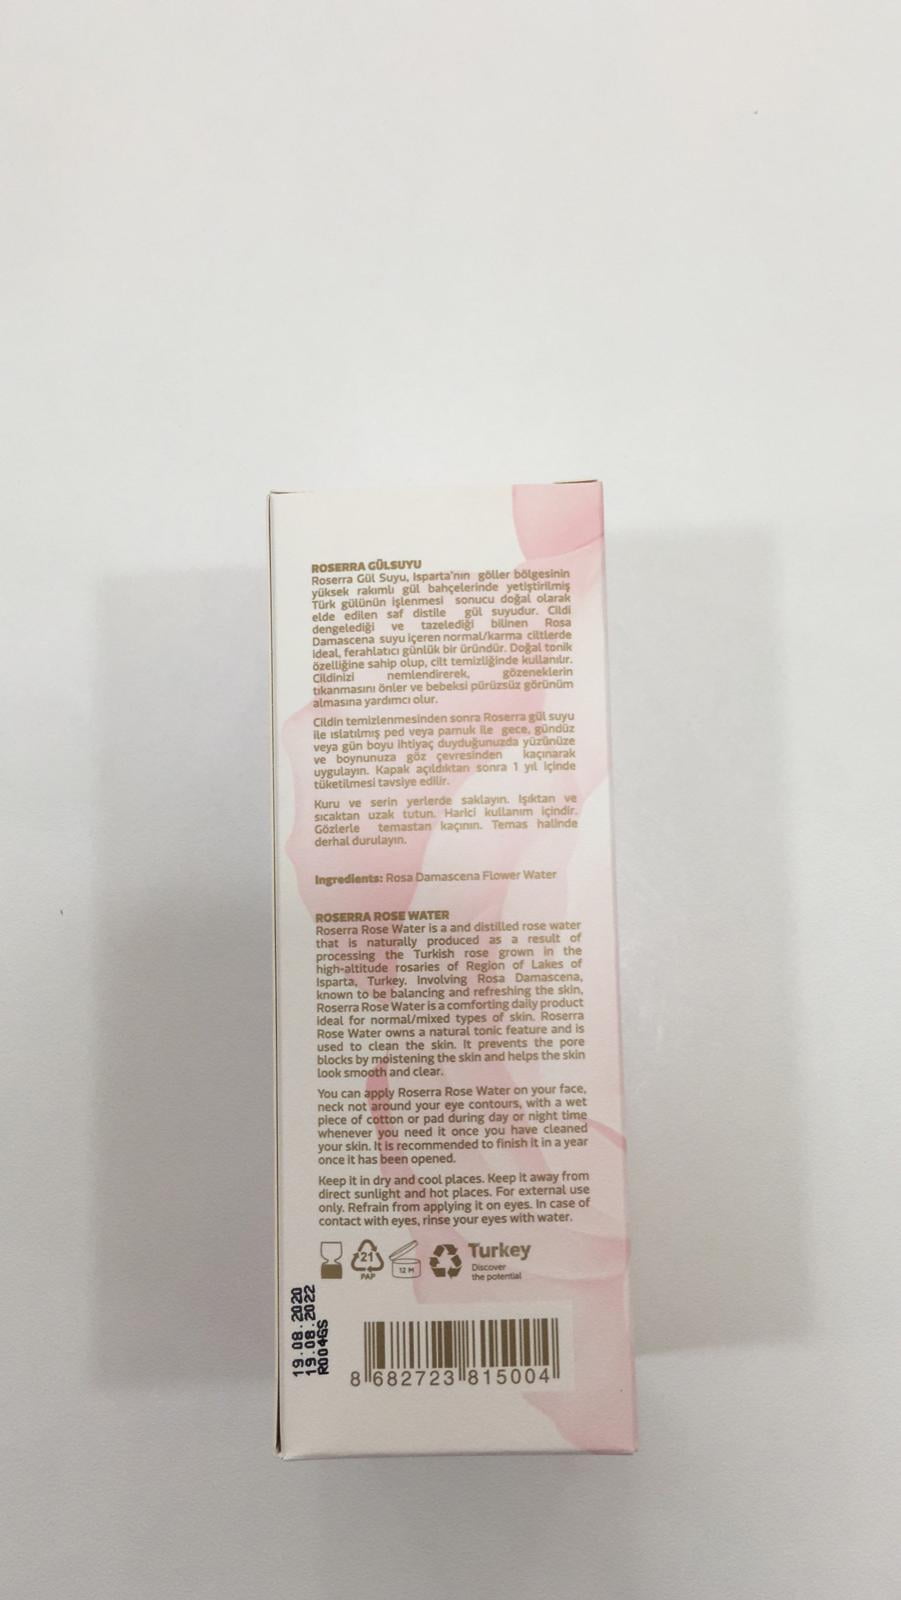 ROSERRA GÜLSUYU
Roserra Gül Suyu, Isparta'nın göller bölgesinin
yüksek rakımlı gül bahçelerinde yetiştirilmiş
Türk gülünün işlenmesi sonucu doğal olarak
elde edilen saf distile gül suyudur. Cildi
dengelediği ve tazelediği bilinen Rosa
Damascena suyu içeren normal/karma ciltlerde
ideal, ferahlatıcı günlük bir üründür. Doğal tonik
özelliğine sahip olup, cilt temizliğinde kullanılır.
Cildinizi nemlendirerek, gözeneklerin
tıkanmasını önler ve bebeksi pürüzsüz görünüm
almasına yardımcı olur.
Cildin temizlenmesinden sonra Roserra gül suyu
ile ıslatılmış ped veya pamuk ile gece, gündüz
veya gün boyu ihtiyaç duyduğunuzda yüzünüze
ve boynunuza göz çevresinden kaçınarak
uygulayın. Kapak açıldıktan sonra 1 yıl içinde
tüketilmesi tavsiye edilir.
Kuru ve serin yerlerde saklayın. Işıktan ve
sıcaktan uzak tutun. Harici kullanım içindir.
Gözlerle temastan kaçının. Temas halinde
derhal durulayın.
Ingredients: Rosa Damascena Flower Water
ROSERRA ROSE WATER
Roserra Rose Water is a and distilled rose water
that is naturally produced as a result of
processing the Turkish rose grown in the
high-altitude rosaries of Region of Lakes of
Isparta, Turkey. Involving Rosa Damascena,
known to be balancing and refreshing the skin,
Roserra Rose Water is a comforting daily product
ideal for normal/mixed types of skin. Roserra
Rose Water owns a natural tonic feature and is
used to clean the skin. It prevents the pore
blocks by moistening the skin and helps the skin
look smooth and clear.
You can apply Roserra Rose Water on your face,
neck not around your eye contours, with a wet
piece of cotton or pad during day or night time
whenever you need it once you have cleaned
your skin. It is recommended to finish it in a year
once it has been opened.
Keep it in dry and cool places. Keep it away from
direct sunlight and hot places. For external use
only. Refrain from applying it on eyes. In case of
contact with eyes, rinse your eyes with water.
21
PAP
12 M
Turkey
Discover
the potential
19.08.2020
19.08.2022
R004GS
8 682723 815004